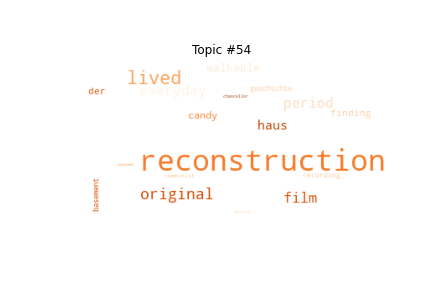 Topic #54
walkable
lived
everyday
geschichte
der
chancellor
period
candy
finding
haus
reconstruction
communist
recording
basement
original
film